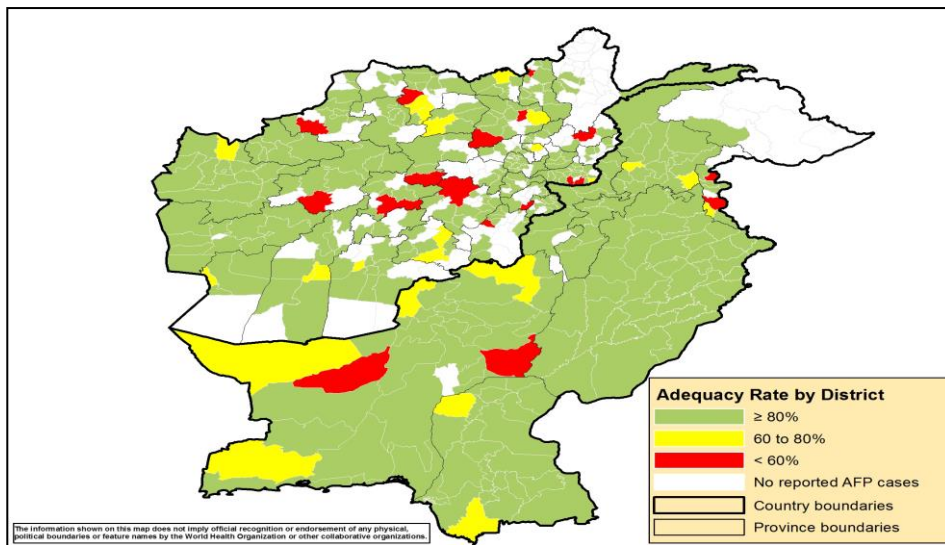 Adequacy Rate by District
≥ 80%
60 to 80%
< 60%
No reported AFP cases
Country boundaries
Province boundaries
The information shown on this map does not imply official recognition or endorsement of any physical,
political boundaries or feature names by the World Health Organization or other collaborative organizations.